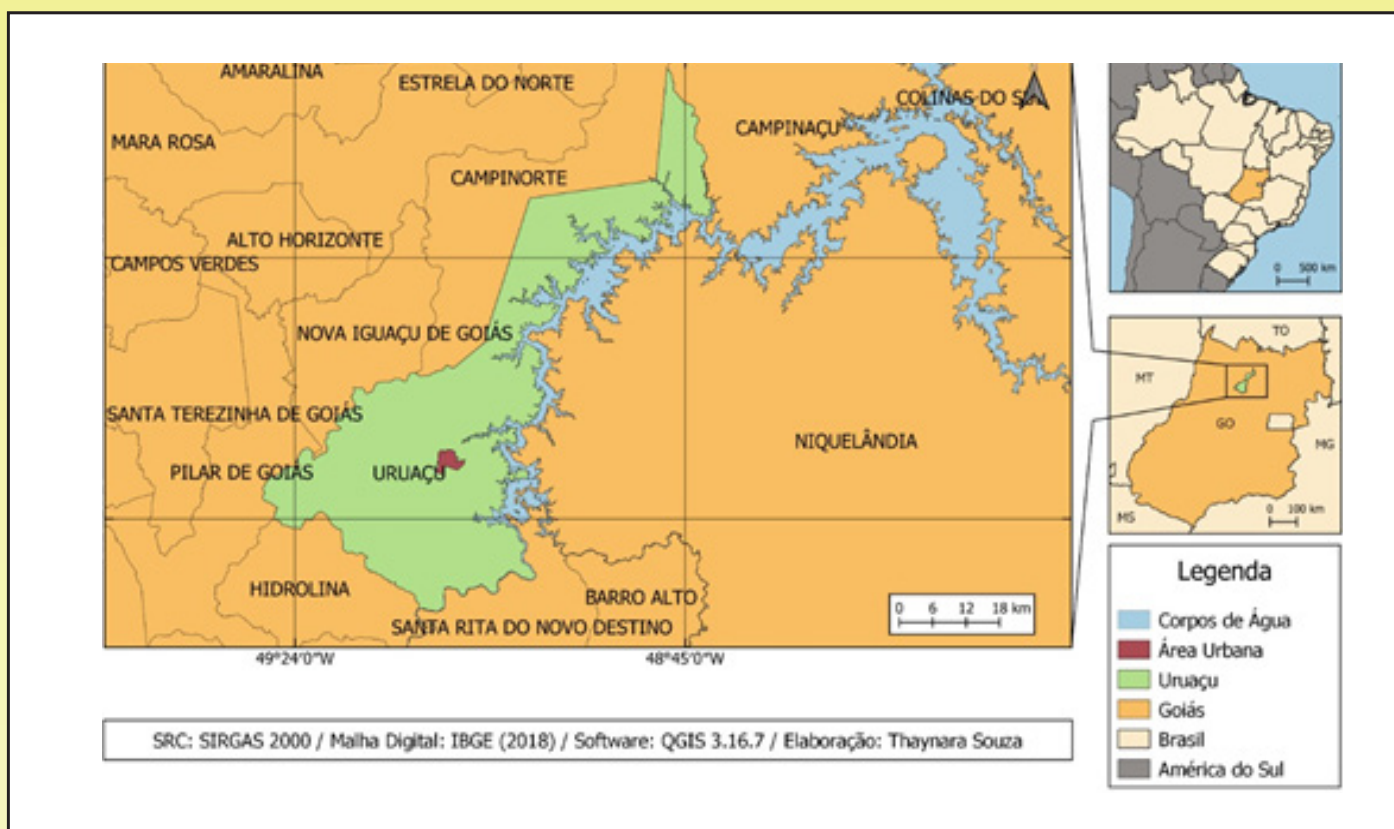 AMARALINA
ESTRELA DO NORTE
COLINAS DO SUL
CAMPINAÇU
MARA ROSA
CAMPINORTE
ALTO HORIZONTE
CAMPOS VERDES
NOVA IGUAÇU DE GOIÁS
SANTA TEREZINHA DE GOIÁS
NIQUELÂNDIA
PILAR DE GOIÁS
URUAÇU
HIDROLINA
BARRO ALTO
SANTA RITA DO NOVO DESTINO
0 6 12 18 km
49°24'0"W
48°45'0"W
0 500 km
TO
MT
GO
MG
MS
0 100 km
Legenda
Corpos de Água
Área Urbana
Uruaçu
Goiás
Brasil
América do Sul
SRC: SIRGAS 2000 / Malha Digital: IBGE (2018) / Software: QGIS 3.16.7 / Elaboração: Thaynara Souza